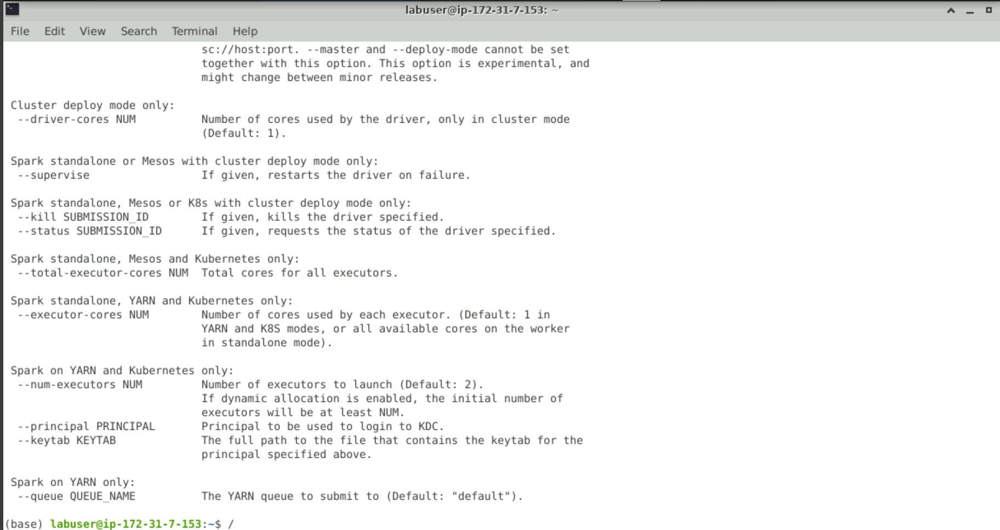 labuser@ip-172-31-7-153: ~
File Edit View Search Terminal Help
sc://host:port. --master and --deploy-mode cannot be set
together with this option. This option is experimental, and
might change between minor releases.
Cluster deploy mode only:
--driver-cores NUM Number of cores used by the driver, only in cluster mode
(Default: 1).
Spark standalone or Mesos with cluster deploy mode only:
--supervise If given, restarts the driver on failure.
Spark standalone, Mesos or K8s with cluster deploy mode only:
--kill SUBMISSION_ID If given, kills the driver specified.
--status SUBMISSION_ID If given, requests the status of the driver specified.
Spark standalone, Mesos and Kubernetes only:
--total-executor-cores NUM Total cores for all executors.
Spark standalone, YARN and Kubernetes only:
--executor-cores NUM Number of cores used by each executor. (Default: 1 in
YARN and K8S modes, or all available cores on the worker
in standalone mode).
Spark on YARN and Kubernetes only:
--num-executors NUM Number of executors to launch (Default: 2).
If dynamic allocation is enabled, the initial number of
executors will be at least NUM.
--principal PRINCIPAL Principal to be used to login to KDC.
--keytab KEYTAB The full path to the file that contains the keytab for the
principal specified above.
Spark on YARN only:
--queue QUEUE_NAME The YARN queue to submit to (Default: "default").
(base) labuser@ip-172-31-7-153:~$ /